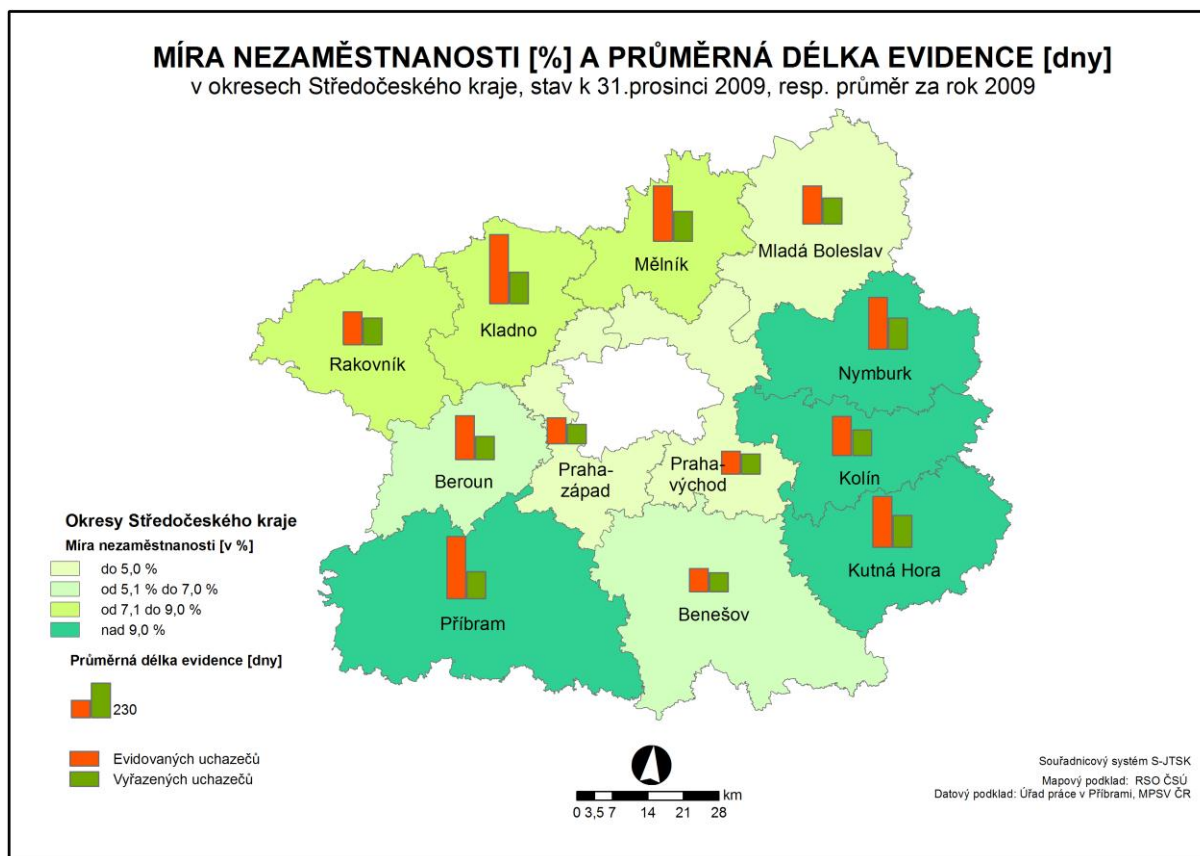 MÍRA NEZAMĚSTNANOSTI [%] A PRŮMĚRNÁ DÉLKA EVIDENCE [dny]
v okresech Středočeského kraje, stav k 31.prosinci 2009, resp. průměr za rok 2009
Mladá Boleslav
Mělník
Kladno
Rakovník
Nymburk
Praha-
západ
Praha-
východ
Kolín
Beroun
Kutná Hora
Příbram
Benešov
Okresy Středočeského kraje
Míra nezaměstnanosti [v %]
do 5,0 %
od 5,1 % do 7,0 %
od 7,1 do 9,0 %
nad 9,0 %
Průměrná délka evidence [dny]
230
Evidovaných uchazečů
Vyřazených uchazečů
km
0 3,5 7 14 21 28
Souřadnicový systém S-JTSK
Mapový podklad: RSO ČSÚ
Datový podklad: Úřad práce v Příbrami, MPSV ČR